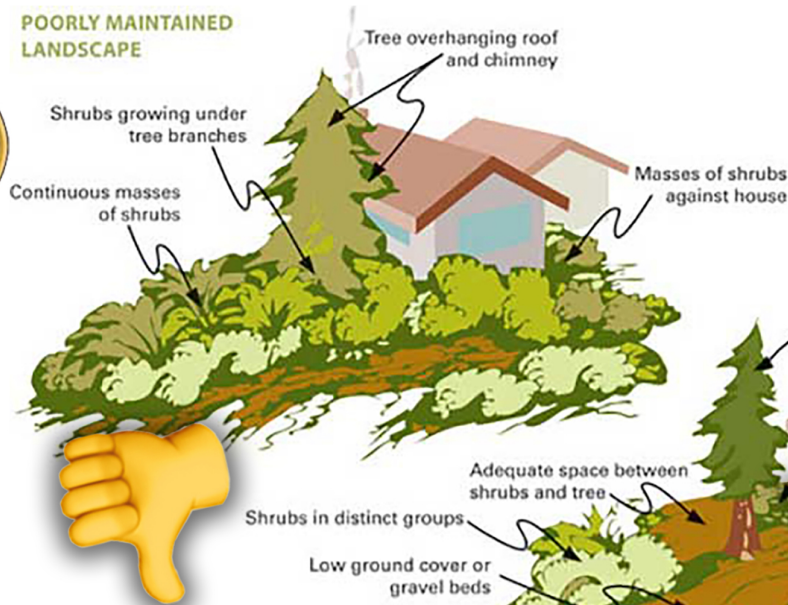 POORLY MAINTAINED
LANDSCAPE
Tree overhanging roof
and chimney
Shrubs growing under
tree branches
Continuous masses
of shrubs
Masses of shrubs
against house
Adequate space between
shrubs and tree
Shrubs in distinct groups
Low ground cover or
gravel beds